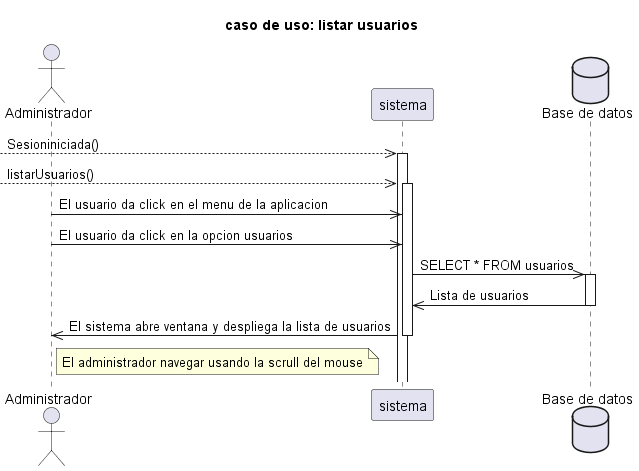 caso de uso: listar usuarios
Administrador
sistema
Base de datos
Sesioniniciada()
listarUsuarios()
El usuario da click en el menu de la aplicacion
El usuario da click en la opcion usuarios
SELECT * FROM usuarios
Lista de usuarios
El sistema abre ventana y despliega la lista de usuarios
El administrador navegar usando la scrull del mouse
Administrador
sistema
Base de datos